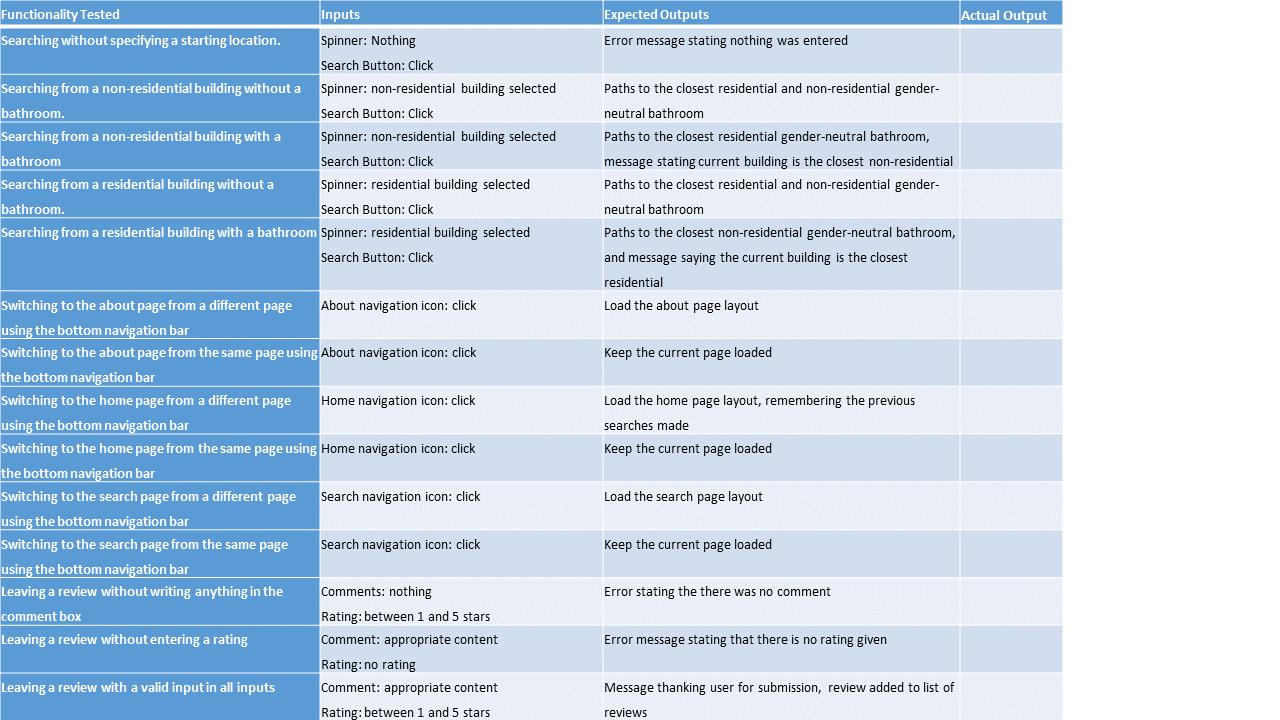 Functionality Tested
Inputs
Expected Outputs
Actual Output
Searching without specifying a starting location.
Spinner: Nothing
Search Button: Click
Error message stating nothing was entered
Searching from a non-residential building without a
bathroom.
Spinner: non-residential building selected
Search Button: Click
Paths to the closest residential and non-residential gender-
neutral bathroom
Searching from a non-residential building with a
bathroom
Spinner: non-residential building selected
Search Button: Click
Paths to the closest residential gender-neutral bathroom,
message stating current building is the closest non-residential
Searching from a residential building without a
bathroom.
Spinner: residential building selected
Search Button: Click
Paths to the closest residential and non-residential gender-
neutral bathroom
Searching from a residential building with a bathroom
Spinner: residential building selected
Search Button: Click
Paths to the closest non-residential gender-neutral bathroom,
and message saying the current building is the closest
residential
Switching to the about page from a different page
using the bottom navigation bar
About navigation icon: click
Load the about page layout
Switching to the about page from the same page using
the bottom navigation bar
About navigation icon: click
Keep the current page loaded
Switching to the home page from a different page
using the bottom navigation bar
Home navigation icon: click
Load the home page layout, remembering the previous
searches made
Switching to the home page from the same page using
the bottom navigation bar
Home navigation icon: click
Keep the current page loaded
Switching to the search page from a different page
using the bottom navigation bar
Search navigation icon: click
Load the search page layout
Switching to the search page from the same page
using the bottom navigation bar
Search navigation icon: click
Keep the current page loaded
Leaving a review without writing anything in the
comment box
Comments: nothing
Rating: between 1 and 5 stars
Error stating the there was no comment
Leaving a review without entering a rating
Comment: appropriate content
Rating: no rating
Error message stating that there is no rating given
Leaving a review with a valid input in all inputs
Comment: appropriate content
Rating: between 1 and 5 stars
Message thanking user for submission, review added to list of
reviews